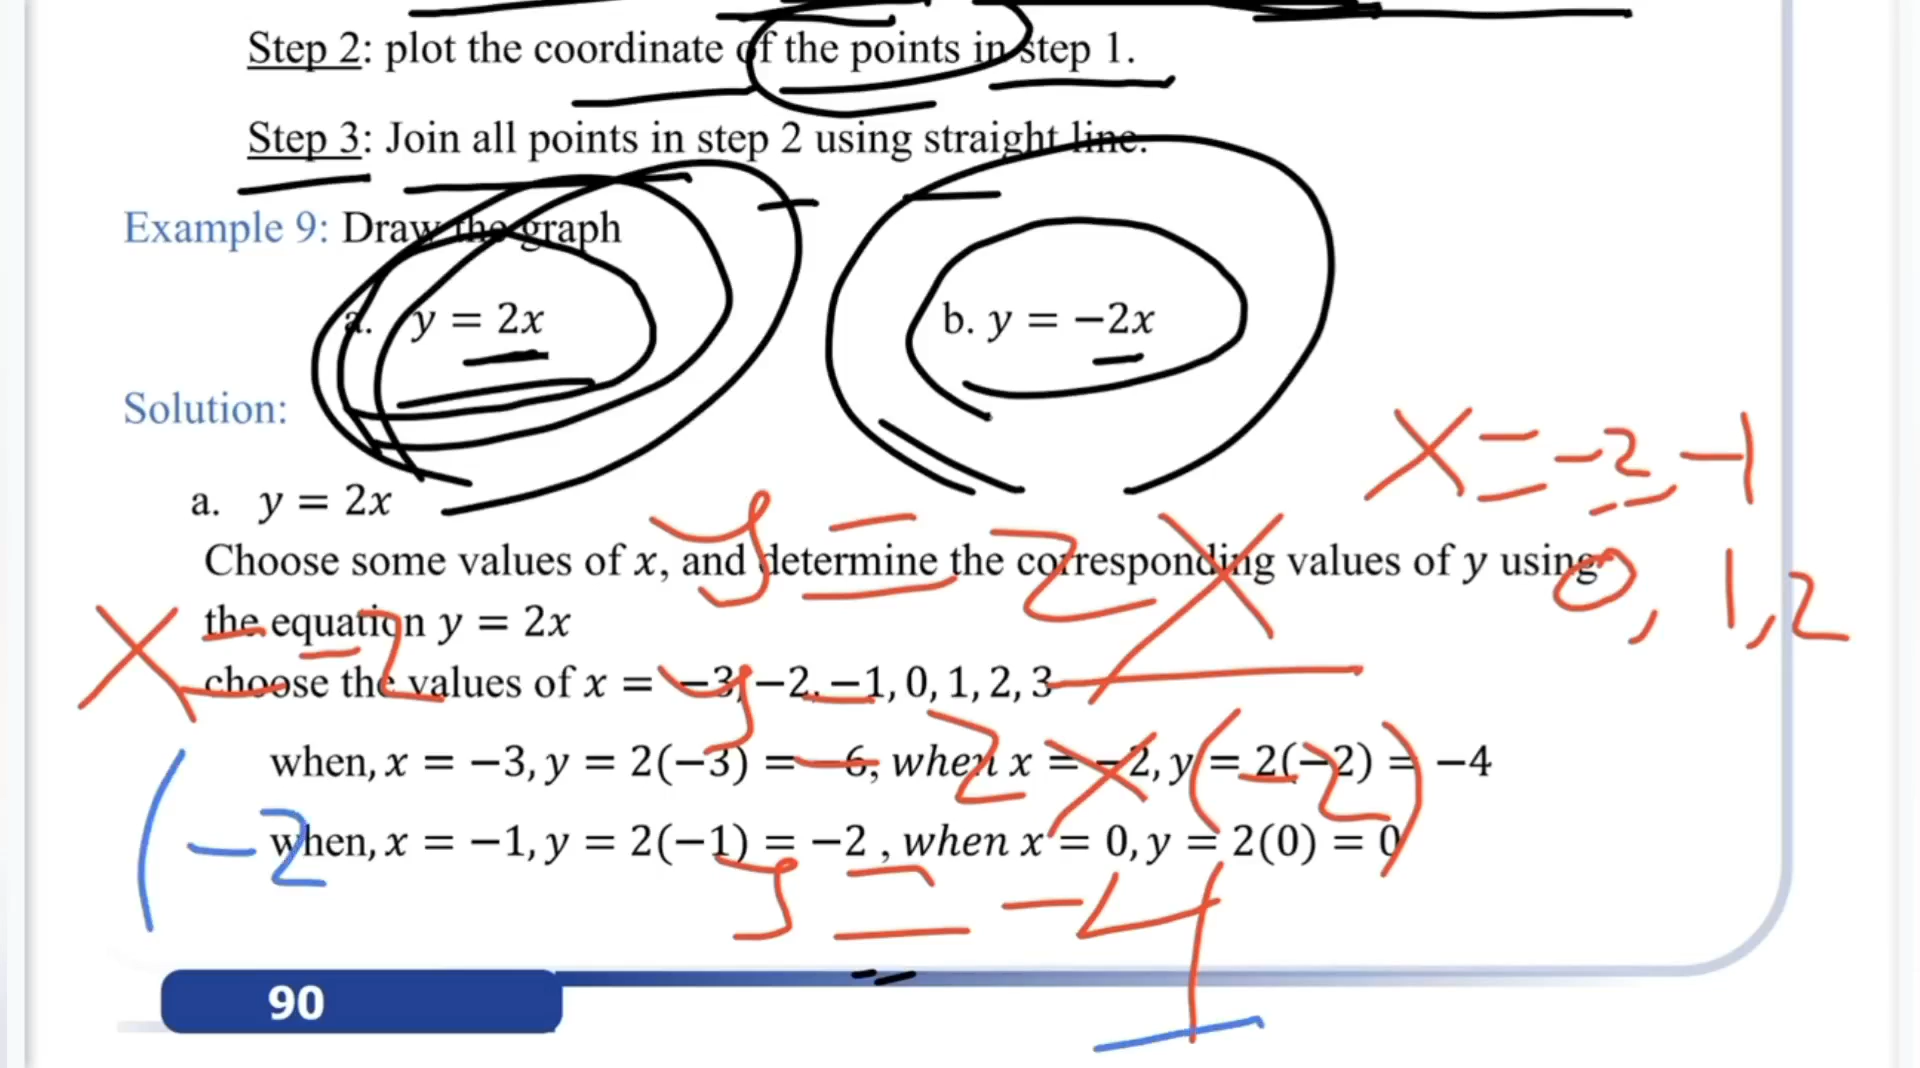 Step 2: plot the coordinate of the points in step 1.
Step 3: Join all points in step 2 using straight line.
Example 9: Draw the graph
a. y = 2x b. y = −2x
Solution:
x = -2, -1
a. y = 2x
y = 2x
Choose some values of x, and determine the corresponding values of y using
0, 1, 2
the equation y = 2x
x = -2
choose the values of x = −3, −2, −1, 0, 1, 2, 3
y = 2x(-2)
when, x = −3, y = 2(−3) = −6, when x = −2, y = 2(−2) = −4
(-2
when, x = −1, y = 2(−1) = −2 , when x = 0, y = 2(0) = 0
y = -4
90